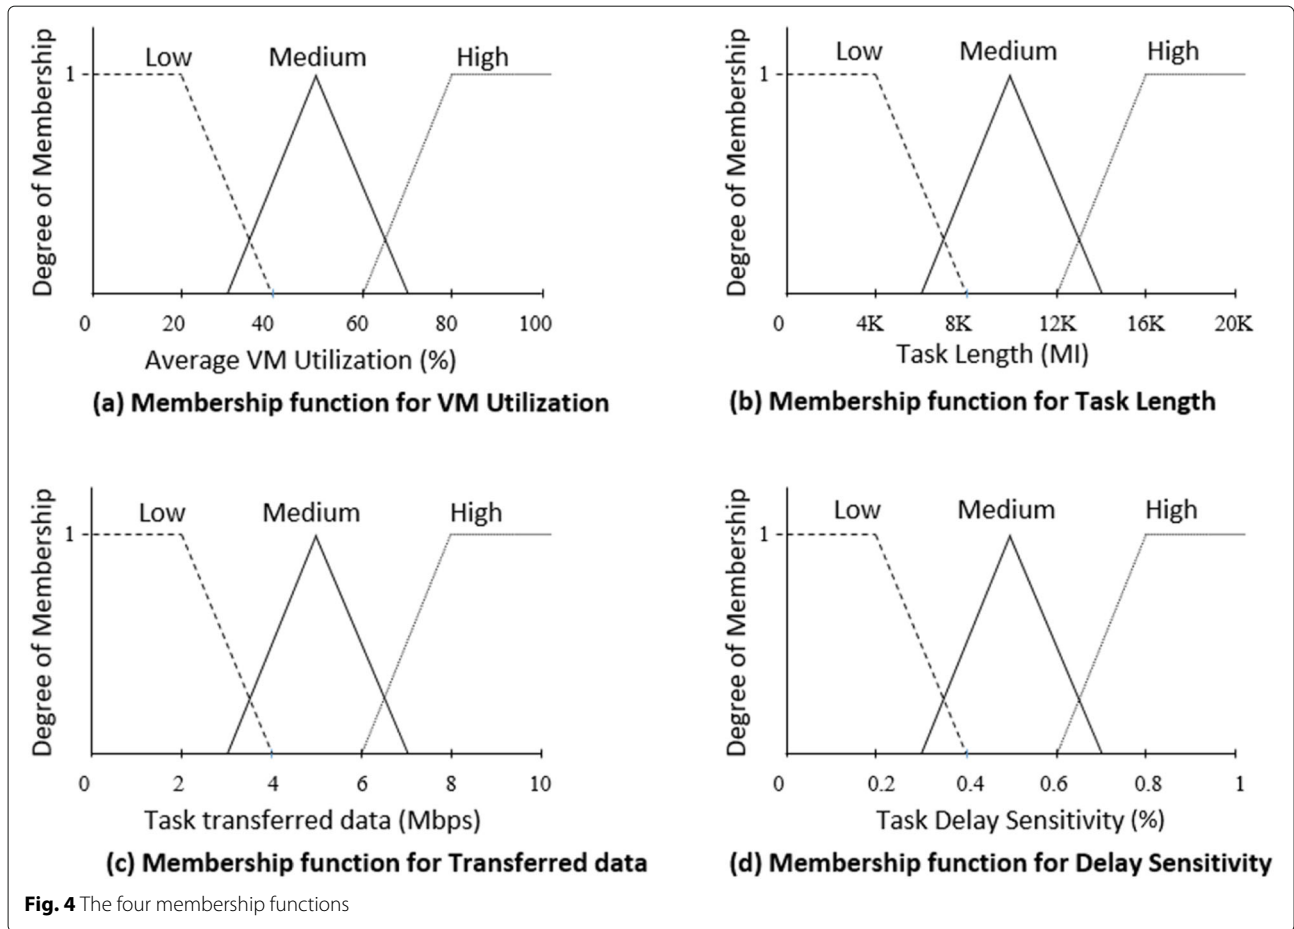 Degree of Membership
1
Low
Medium
High
0
20
40
60
80
100
Average VM Utilization (%)
(a) Membership function for VM Utilization
Degree of Membership
1
Low
Medium
High
0
4K
8K
12K
16K
20K
Task Length (MI)
(b) Membership function for Task Length
Degree of Membership
1
Low
Medium
High
0
2
4
6
8
10
Task transferred data (Mbps)
(c) Membership function for Transferred data
Degree of Membership
1
Low
Medium
High
0
0.2
0.4
0.6
0.8
1
Task Delay Sensitivity (%)
(d) Membership function for Delay Sensitivity
Fig. 4 The four membership functions